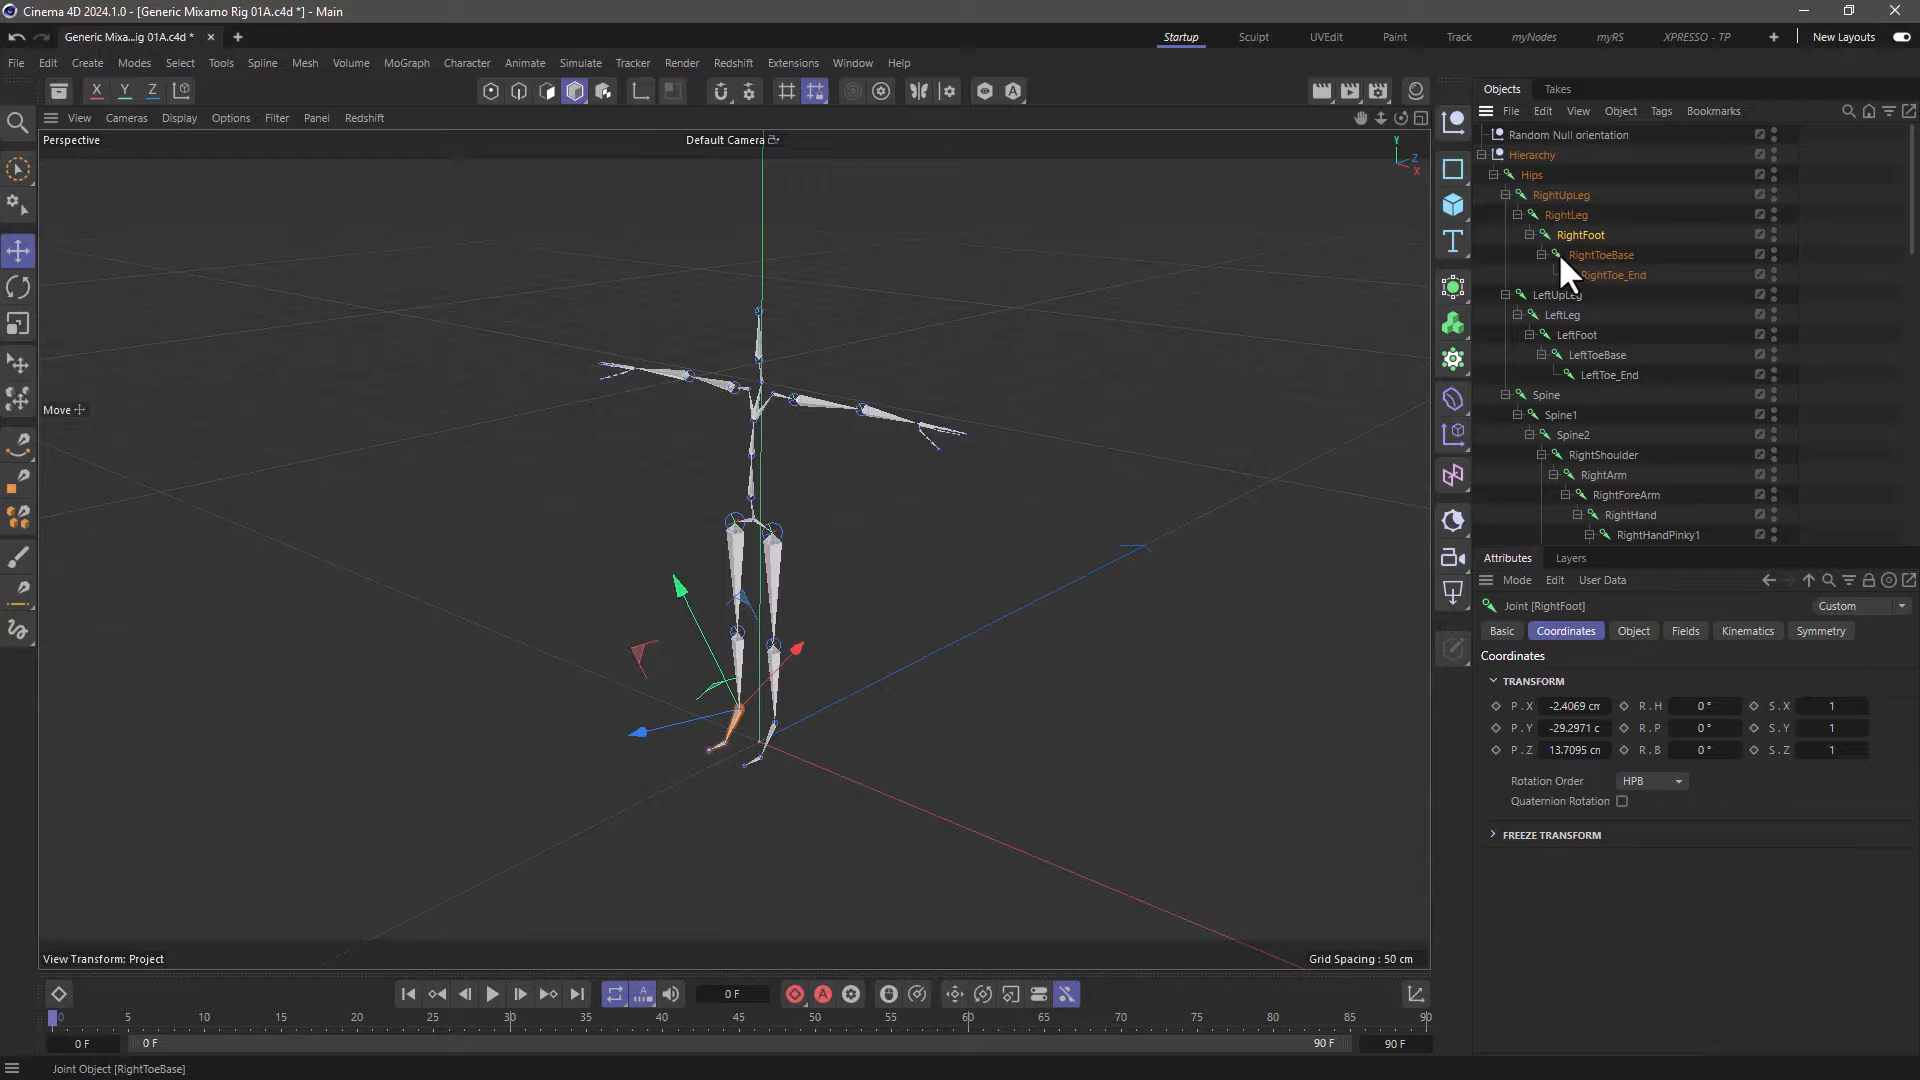 Cinema 4D 2024.1.0 - [Generic Mixamo Rig 01A.c4d *] - Main
Generic Mixa...ig 01A.c4d *
Startup Sculpt UVEdit Paint Track myNodes myRS XPRESSO - TP New Layouts
File Edit Create Modes Select Tools Spline Mesh Volume MoGraph Character Animate Simulate Tracker Render Redshift Extensions Window Help
X Y Z
Objects Takes
File Edit View Object Tags Bookmarks
View Cameras Display Options Filter Panel Redshift
Perspective
Default Camera
Y
Z
X
Random Null orientation
Hierarchy
Hips
RightUpLeg
RightLeg
RightFoot
RightToeBase
RightToe_End
LeftUpLeg
LeftLeg
LeftFoot
LeftToeBase
LeftToe_End
Spine
Spine1
Spine2
RightShoulder
RightArm
RightForeArm
RightHand
RightHandPinky1
Move
Attributes Layers
Mode Edit User Data
Joint [RightFoot]
Custom
Basic Coordinates Object Fields Kinematics Symmetry
Coordinates
TRANSFORM
P . X -2.4069 cm R . H 0 ° S . X 1
P . Y -29.2971 c R . P 0 ° S . Y 1
P . Z 13.7095 cm R . B 0 ° S . Z 1
Rotation Order HPB
Quaternion Rotation
FREEZE TRANSFORM
View Transform: Project
Grid Spacing : 50 cm
0 F
0 5 10 15 20 25 30 35 40 45 50 55 60 65 70 75 80 85 90
0 F 0 F 90 F 90 F
Joint Object [RightToeBase]